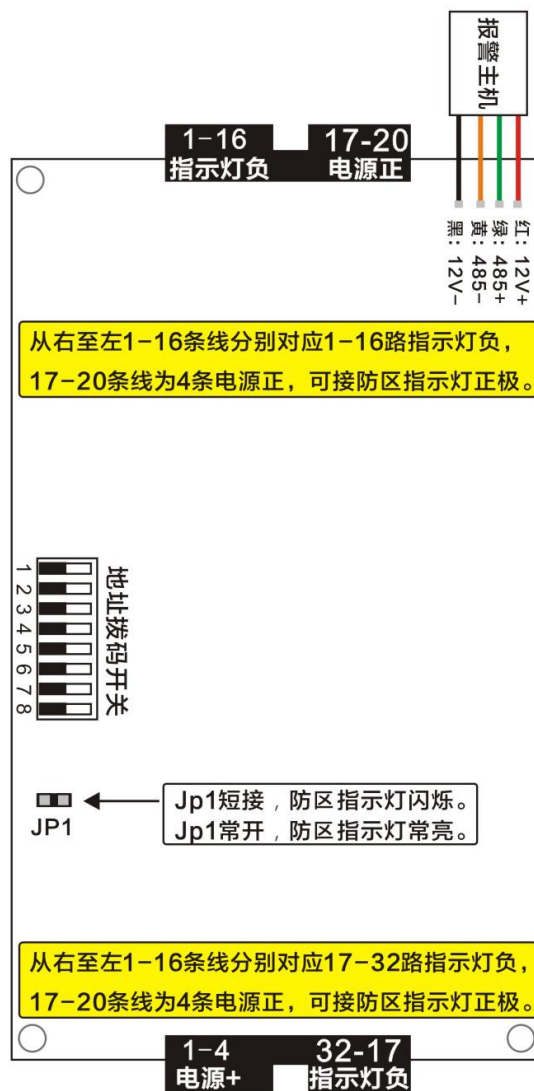 报警主机
1-16 17-20
指示灯负 电源正
红：12V+
绿：485+
黄：485-
黑：12V-
从右至左1-16条线分别对应1-16路指示灯负，
17-20条线为4条电源正，可接防区指示灯正极。
1 2 3 4 5 6 7 8
地址拨码开关
Jp1短接，防区指示灯闪烁。
Jp1常开，防区指示灯常亮。
JP1
从右至左1-16条线分别对应17-32路指示灯负，
17-20条线为4条电源正，可接防区指示灯正极。
1-4 32-17
电源+ 指示灯负